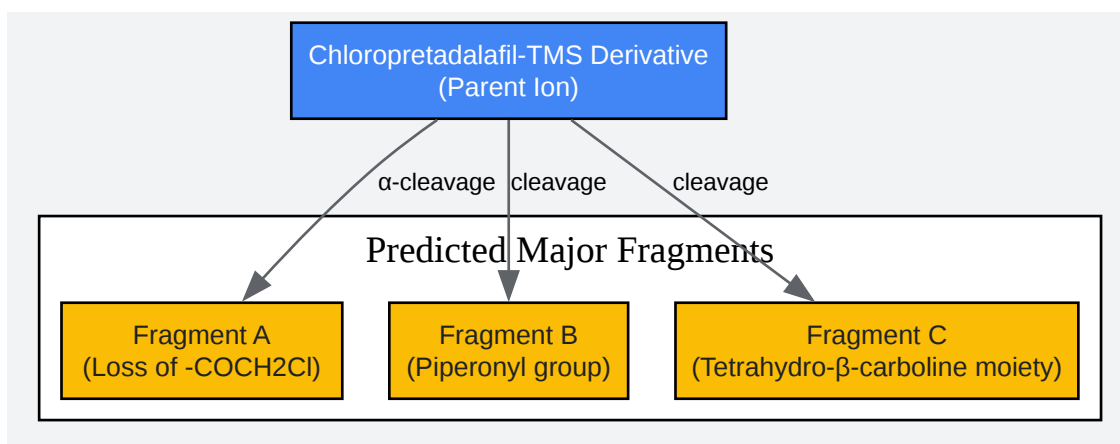 Chloropretadalafil-TMS Derivative
(Parent Ion)
α-cleavage
cleavage
cleavage
Predicted Major Fragments
Fragment A
(Loss of -COCH2Cl)
Fragment B
(Piperonyl group)
Fragment C
(Tetrahydro-β-carboline moiety)